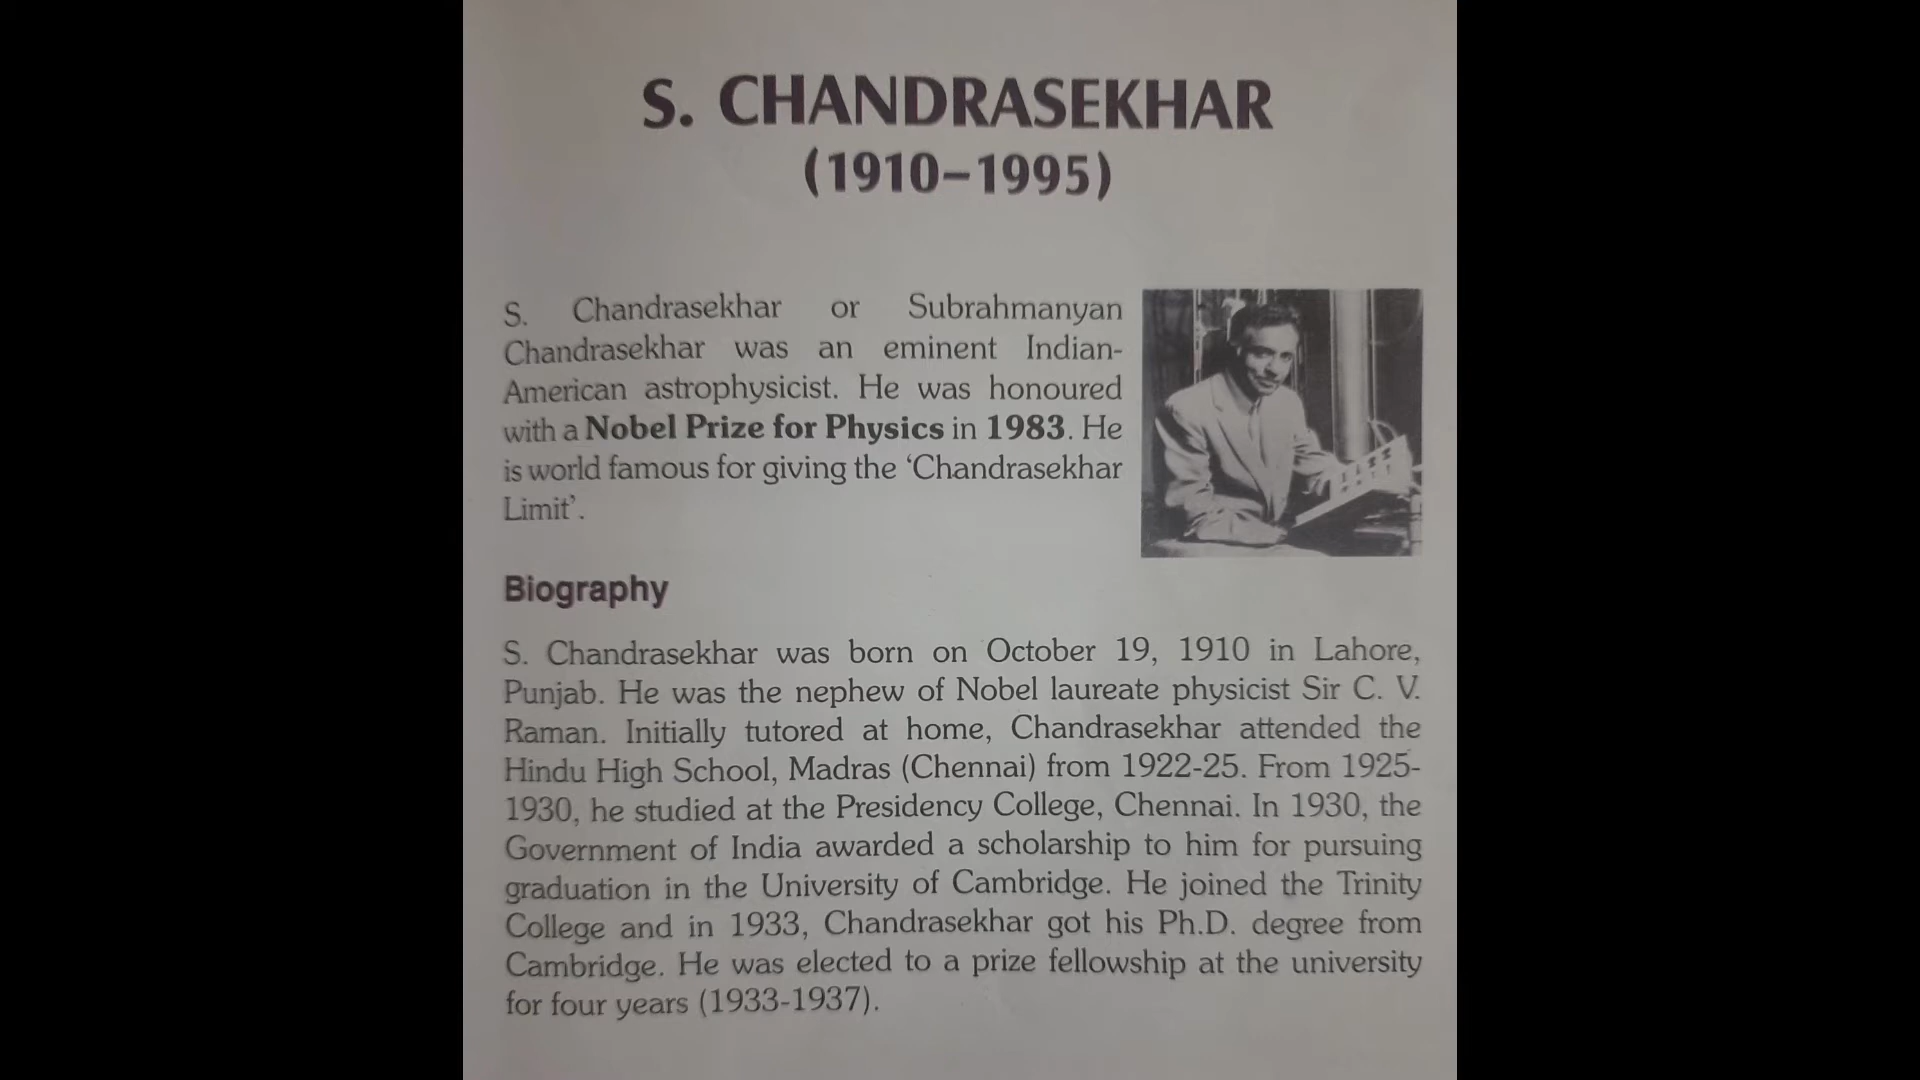 S. CHANDRASEKHAR
(1910–1995)
S. Chandrasekhar or Subrahmanyan
Chandrasekhar was an eminent Indian-
American astrophysicist. He was honoured
with a Nobel Prize for Physics in 1983. He
is world famous for giving the ‘Chandrasekhar
Limit’.
Biography
S. Chandrasekhar was born on October 19, 1910 in Lahore,
Punjab. He was the nephew of Nobel laureate physicist Sir C. V.
Raman. Initially tutored at home, Chandrasekhar attended the
Hindu High School, Madras (Chennai) from 1922-25. From 1925-
1930, he studied at the Presidency College, Chennai. In 1930, the
Government of India awarded a scholarship to him for pursuing
graduation in the University of Cambridge. He joined the Trinity
College and in 1933, Chandrasekhar got his Ph.D. degree from
Cambridge. He was elected to a prize fellowship at the university
for four years (1933-1937).